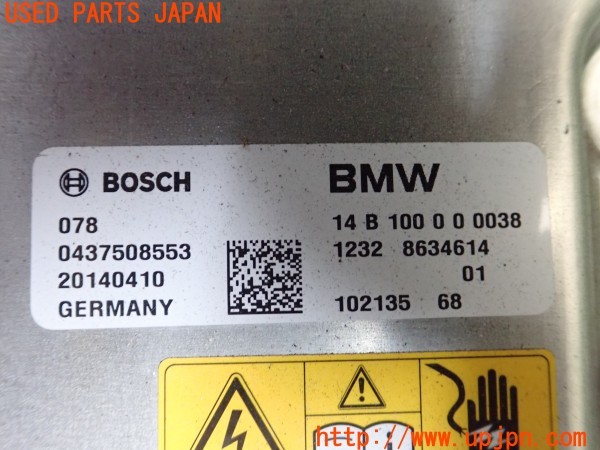 USED PARTS JAPAN
BOSCH
BMW
078
14 B 100 0 0 0038
0437508553
1232 8634614
20140410
01
GERMANY
102135 68
http://www.upjpn.com/